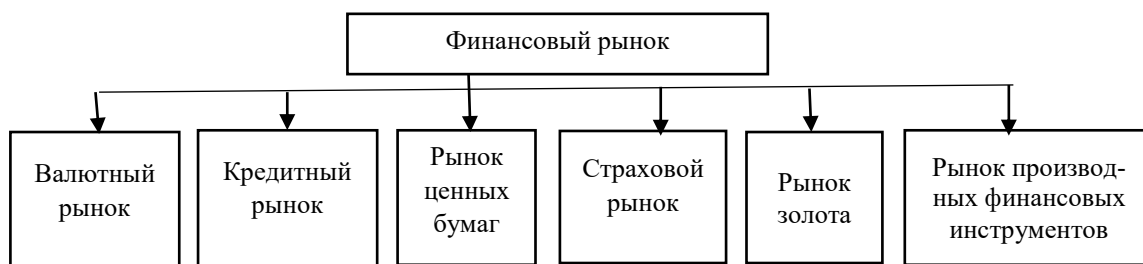 Финансовый рынок
Валютный
рынок
Кредитный
рынок
Рынок
ценных
бумаг
Страховой
рынок
Рынок
золота
Рынок производ-
ных финансовых
инструментов